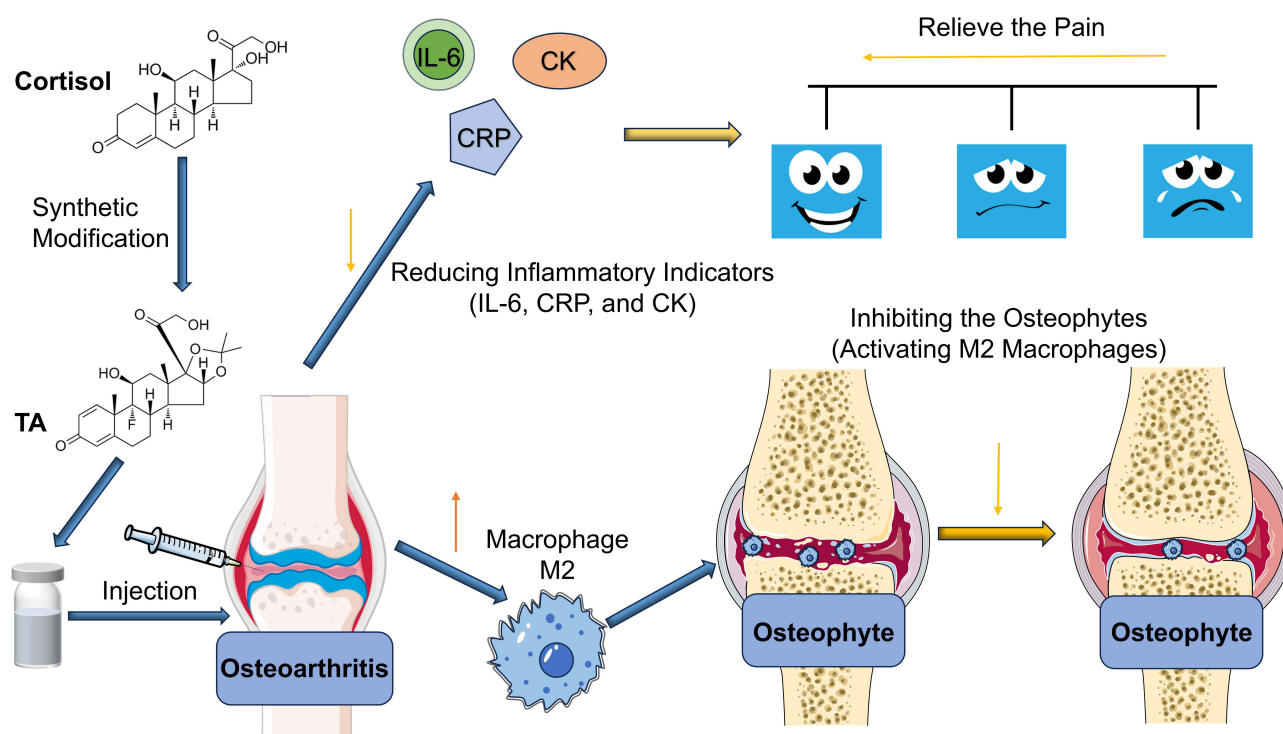 Cortisol
O
OH
OH
HO
H
H
H
O
IL-6
CK
CRP
Relieve the Pain
Synthetic
Modification
Reducing Inflammatory Indicators
(IL-6, CRP, and CK)
O
OH
O
O
HO
H
H
H
F
O
TA
Inhibiting the Osteophytes
(Activating M2 Macrophages)
Injection
Macrophage
M2
Osteoarthritis
Osteophyte
Osteophyte